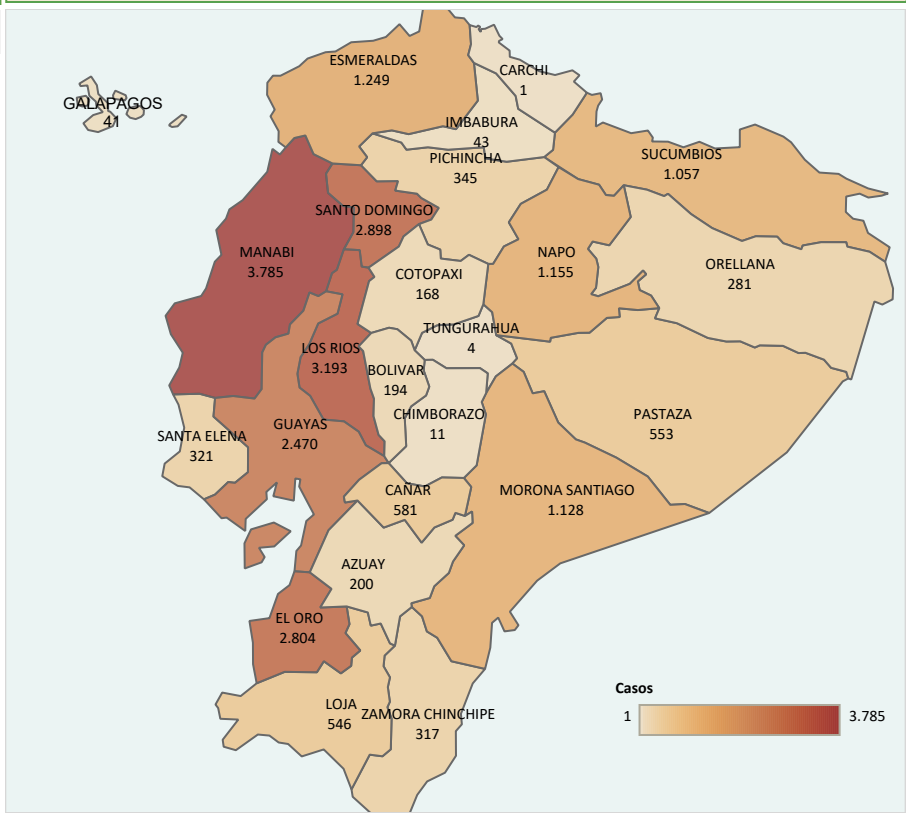 ESMERALDAS
1.249
CARCHI
1
GALAPAGOS
41
IMBABURA
43
PICHINCHA
345
SUCUMBIOS
1.057
SANTO DOMINGO
2.898
MANABI
3.785
NAPO
1.155
ORELLANA
281
COTOPAXI
168
TUNGURAHUA
4
LOS RIOS
3.193
BOLIVAR
194
CHIMBORAZO
11
PASTAZA
553
GUAYAS
2.470
SANTA ELENA
321
CAÑAR
581
MORONA SANTIAGO
1.128
AZUAY
200
EL ORO
2.804
LOJA
546
ZAMORA CHINCHIPE
317
Casos
1 3.785